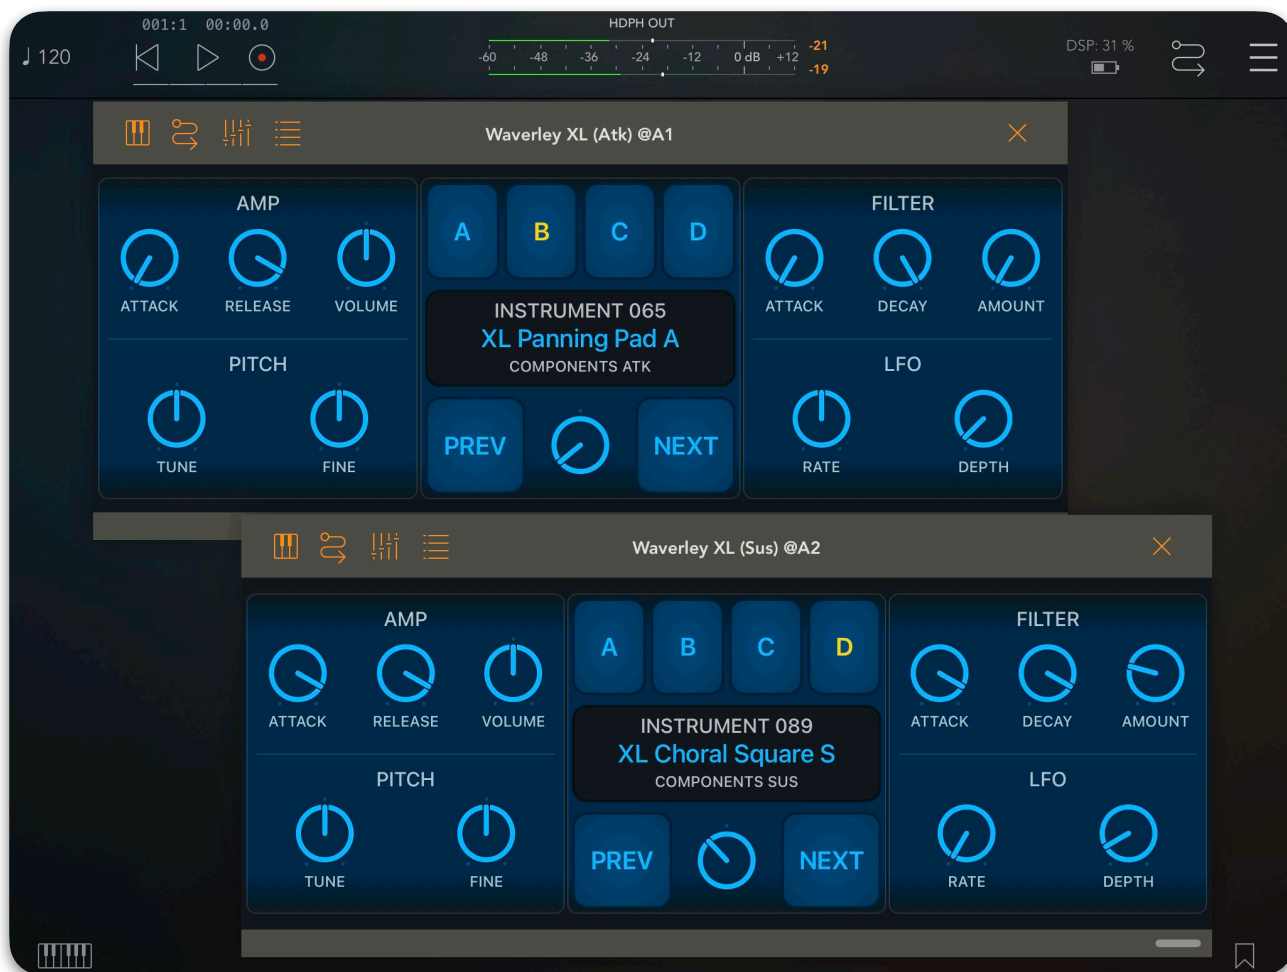 001:1 00:00.0
HDPH OUT
♩ 120
-60 -48 -36 -24 -12 0 dB +12
-21
-19
DSP: 31 %
Waverley XL (Atk) @A1
AMP
ATTACK RELEASE VOLUME
PITCH
TUNE FINE
A B C D
INSTRUMENT 065
XL Panning Pad A
COMPONENTS ATK
PREV NEXT
FILTER
ATTACK DECAY AMOUNT
LFO
RATE DEPTH
Waverley XL (Sus) @A2
AMP
ATTACK RELEASE VOLUME
PITCH
TUNE FINE
A B C D
INSTRUMENT 089
XL Choral Square S
COMPONENTS SUS
PREV NEXT
FILTER
ATTACK DECAY AMOUNT
LFO
RATE DEPTH